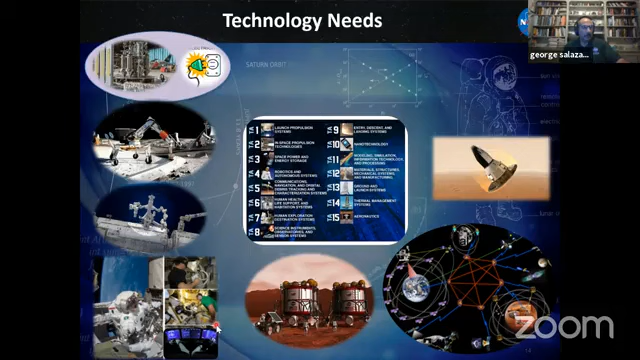 Technology Needs
george salaza...
SATURN ORBIT
TA 1 LAUNCH PROPULSION SYSTEMS
TA 2 IN-SPACE PROPULSION TECHNOLOGIES
TA 3 SPACE POWER AND ENERGY STORAGE
TA 4 ROBOTICS AND AUTONOMOUS SYSTEMS
TA 5 COMMUNICATIONS, NAVIGATION, AND ORBITAL DEBRIS TRACKING AND CHARACTERIZATION SYSTEMS
TA 6 HUMAN HEALTH, LIFE SUPPORT, AND HABITATION SYSTEMS
TA 7 HUMAN EXPLORATION DESTINATION SYSTEMS
TA 8 SCIENCE INSTRUMENTS, OBSERVATORIES, AND SENSOR SYSTEMS
TA 9 ENTRY, DESCENT, AND LANDING SYSTEMS
TA 10 NANOTECHNOLOGY
TA 11 MODELING, SIMULATION, INFORMATION TECHNOLOGY, AND PROCESSING
TA 12 MATERIALS, STRUCTURES, MECHANICAL SYSTEMS, AND MANUFACTURING
TA 13 GROUND AND LAUNCH SYSTEMS
TA 14 THERMAL MANAGEMENT SYSTEMS
TA 15 AERONAUTICS
zoom